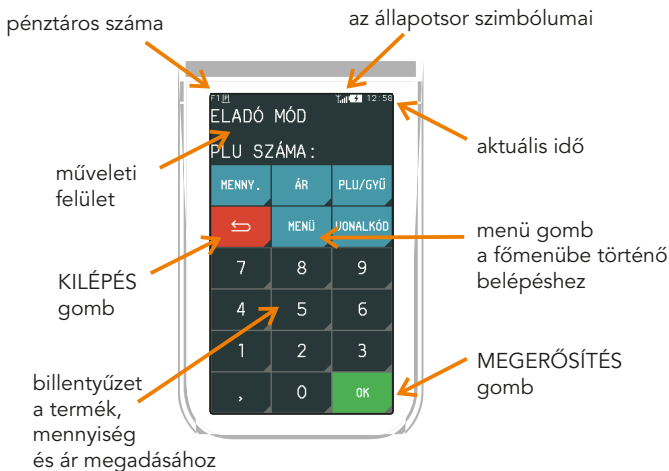 pénztáros száma
az állapotsor szimbólumai
F1
12:58
ELADÓ MÓD
PLU SZÁMA:
aktuális idő
műveleti
felület
MENNY.
ÁR
PLU/GYŰ
MENÜ
VONALKÓD
menü gomb
a főmenübe történő
belépéshez
KILÉPÉS
gomb
7
8
9
4
5
6
1
2
3
,
0
OK
MEGERŐSÍTÉS
gomb
billentyűzet
a termék,
mennyiség
és ár megadásához